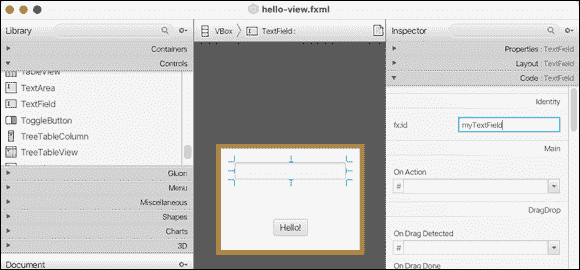 hello-view.fxml
Library
VBox
TextField :
Inspector
Containers
Controls
TableView
TextArea
TextField
ToggleButton
TreeTableColumn
TreeTableView
Gluon
Menu
Miscellaneous
Shapes
Charts
3D
Document
Hello!
Properties : TextField
Layout : TextField
Code : TextField
Identity
fx:id
myTextField
Main
On Action
#
DragDrop
On Drag Detected
#
On Drag Done